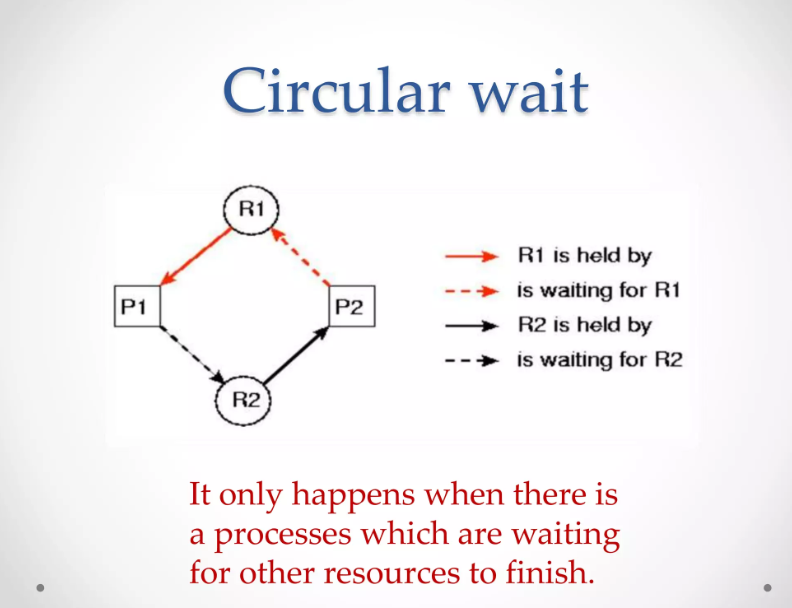 Circular wait
R1
P1
P2
R2
R1 is held by
is waiting for R1
R2 is held by
is waiting for R2
It only happens when there is
a processes which are waiting
for other resources to finish.